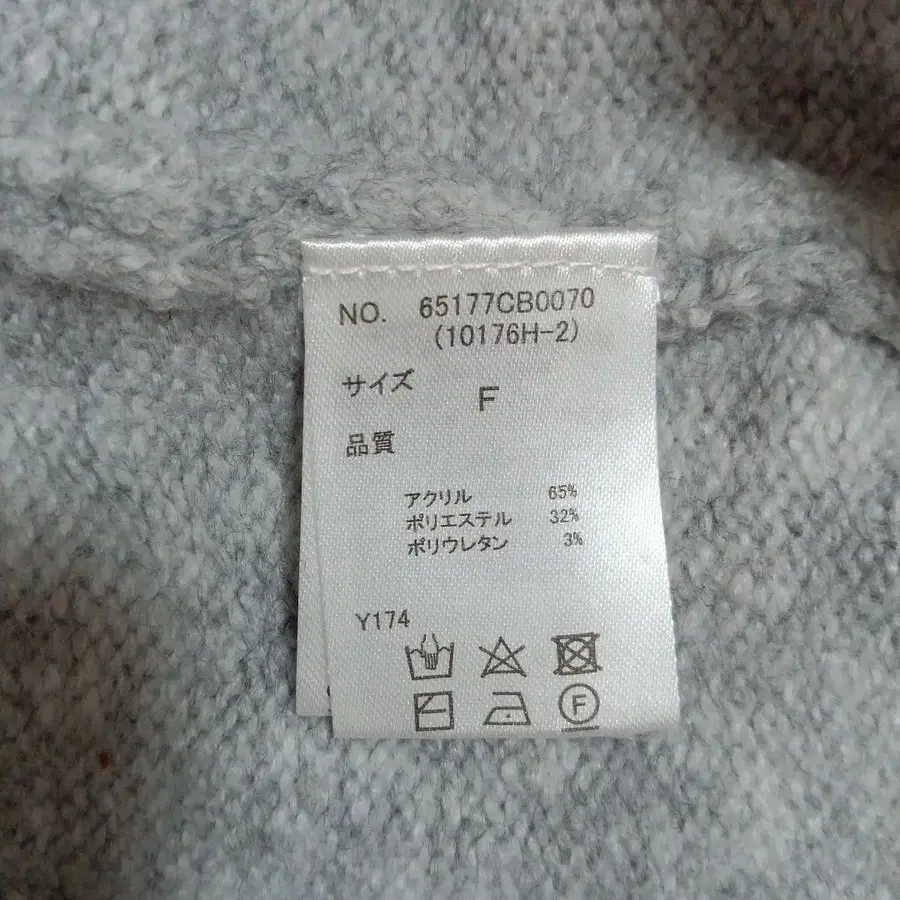 NO. 65177CB0070
(10176H-2)
サイズ F
品質
アクリル 65%
ポリエステル 32%
ポリウレタン 3%
Y174
F